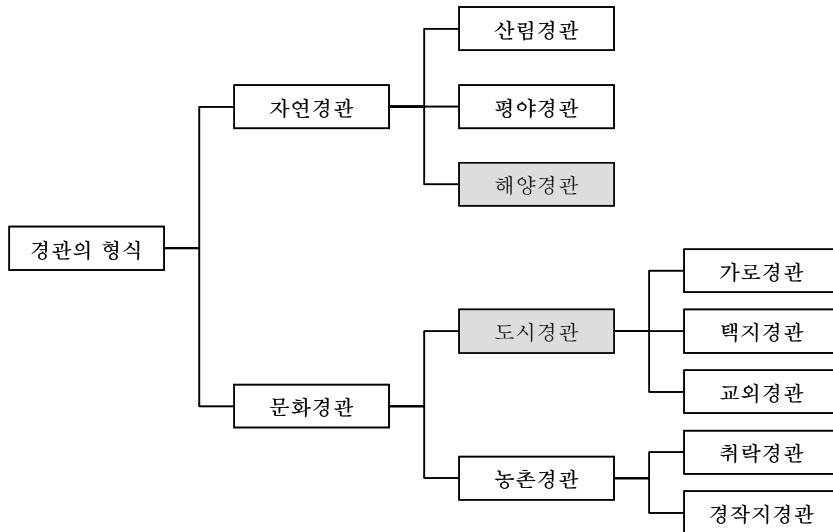 산림경관
자연경관
평야경관
해양경관
경관의 형식
가로경관
도시경관
택지경관
교외경관
문화경관
취락경관
농촌경관
경작지경관